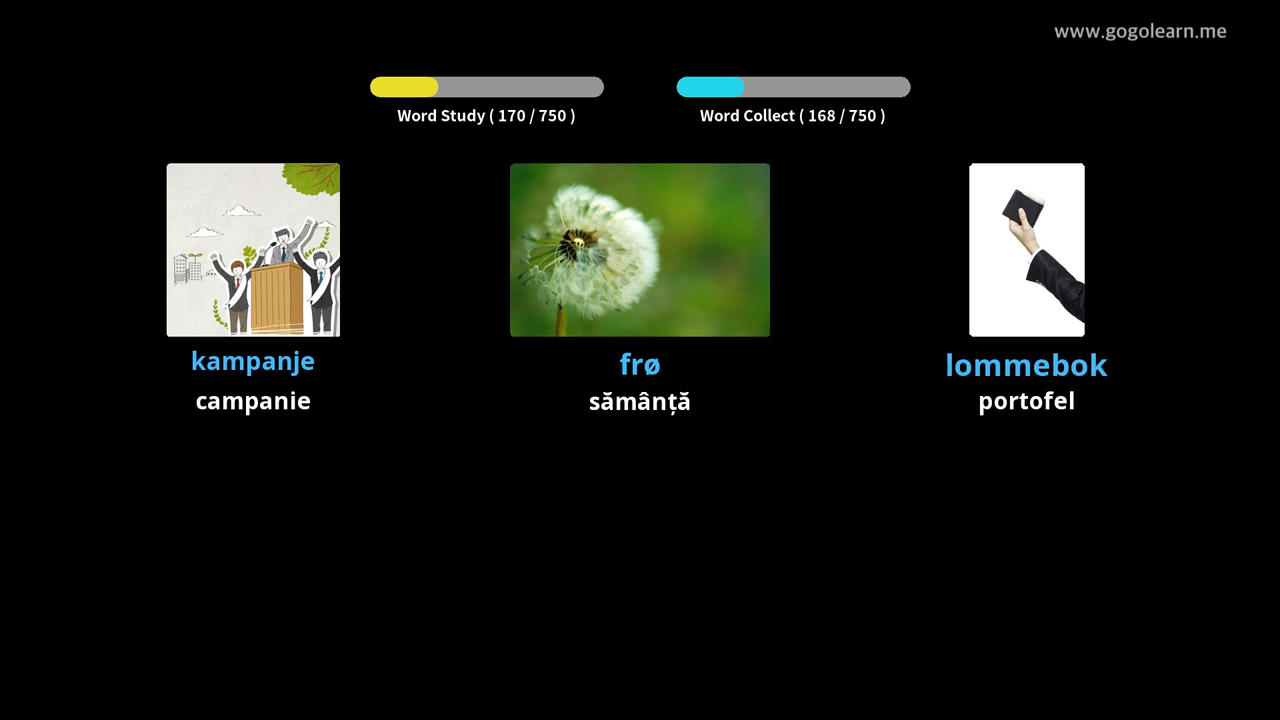 www.gogolearn.me
Word Study ( 170 / 750 )
Word Collect ( 168 / 750 )
kampanje
campanie
frø
sămânță
lommebok
portofel